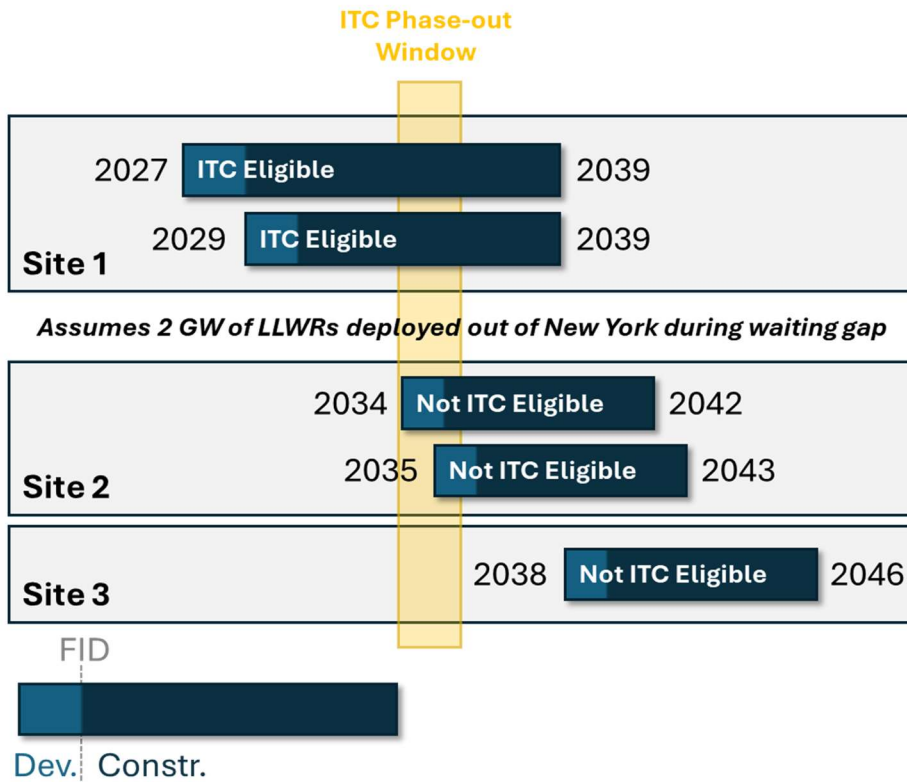 ITC Phase-out
Window
2027 ITC Eligible 2039
2029 ITC Eligible 2039
Site 1
Assumes 2 GW of LLWRs deployed out of New York during waiting gap
2034 Not ITC Eligible 2042
2035 Not ITC Eligible 2043
Site 2
2038 Not ITC Eligible 2046
Site 3
FID
Dev. Constr.